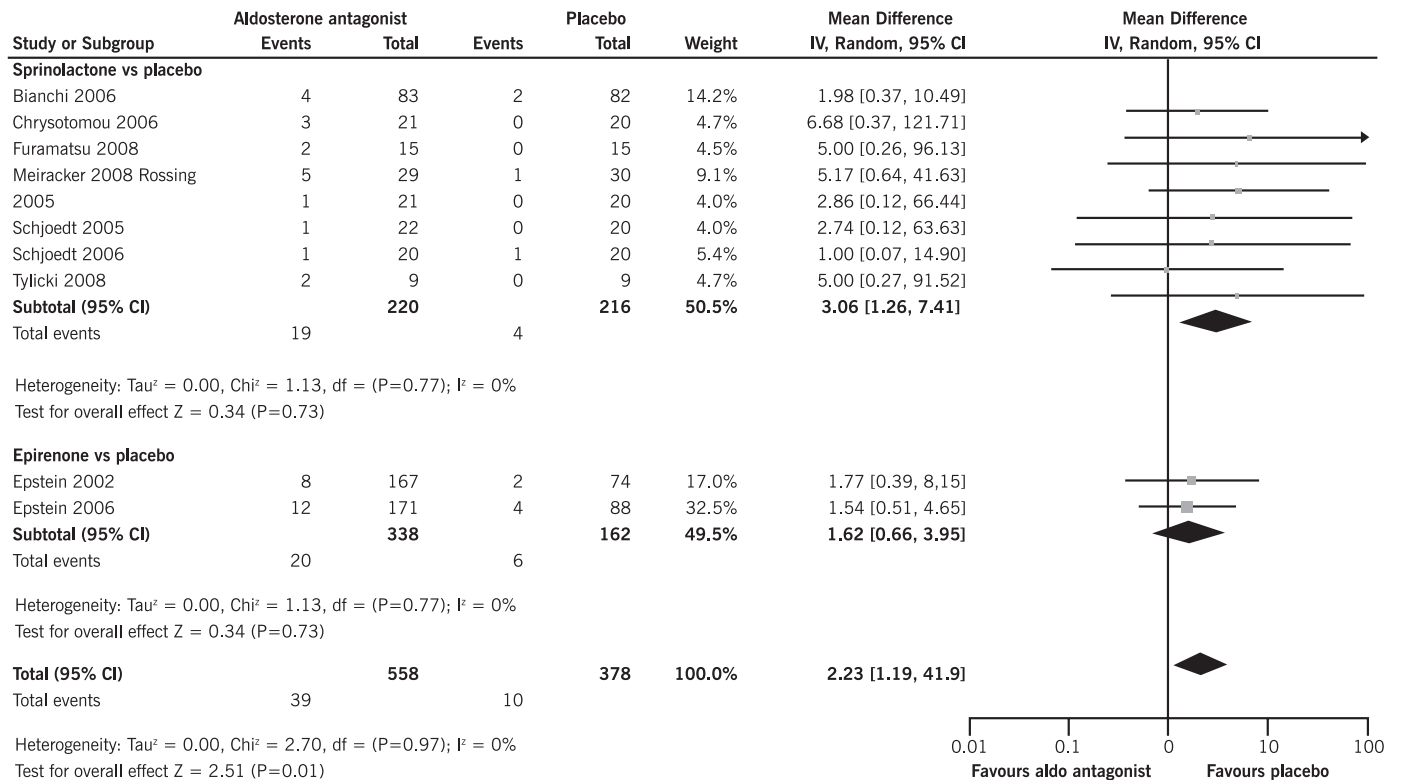 Aldosterone antagonist Placebo Mean Difference Mean Difference
Study or Subgroup Events Total Events Total Weight IV, Random, 95% CI IV, Random, 95% CI
Sprinolactone vs placebo
Bianchi 2006 4 83 2 82 14.2% 1.98 [0.37, 10.49]
Chrysotomou 2006 3 21 0 20 4.7% 6.68 [0.37, 121.71]
Furamatsu 2008 2 15 0 15 4.5% 5.00 [0.26, 96.13]
Meiracker 2008 Rossing 5 29 1 30 9.1% 5.17 [0.64, 41.63]
2005 1 21 0 20 4.0% 2.86 [0.12, 66.44]
Schjoedt 2005 1 22 0 20 4.0% 2.74 [0.12, 63.63]
Schjoedt 2006 1 20 1 20 5.4% 1.00 [0.07, 14.90]
Tylicki 2008 2 9 0 9 4.7% 5.00 [0.27, 91.52]
Subtotal (95% CI) 220 216 50.5% 3.06 [1.26, 7.41]
Total events 19 4
Heterogeneity: Tauᶻ = 0.00, Chiᶻ = 1.13, df = (P=0.77); Iᶻ = 0%
Test for overall effect Z = 0.34 (P=0.73)
Epirenone vs placebo
Epstein 2002 8 167 2 74 17.0% 1.77 [0.39, 8,15]
Epstein 2006 12 171 4 88 32.5% 1.54 [0.51, 4.65]
Subtotal (95% CI) 338 162 49.5% 1.62 [0.66, 3.95]
Total events 20 6
Heterogeneity: Tauᶻ = 0.00, Chiᶻ = 1.13, df = (P=0.77); Iᶻ = 0%
Test for overall effect Z = 0.34 (P=0.73)
Total (95% CI) 558 378 100.0% 2.23 [1.19, 41.9]
Total events 39 10
Heterogeneity: Tauᶻ = 0.00, Chiᶻ = 2.70, df = (P=0.97); Iᶻ = 0%
Test for overall effect Z = 2.51 (P=0.01)
0.01 0.1 0 10 100
Favours aldo antagonist Favours placebo